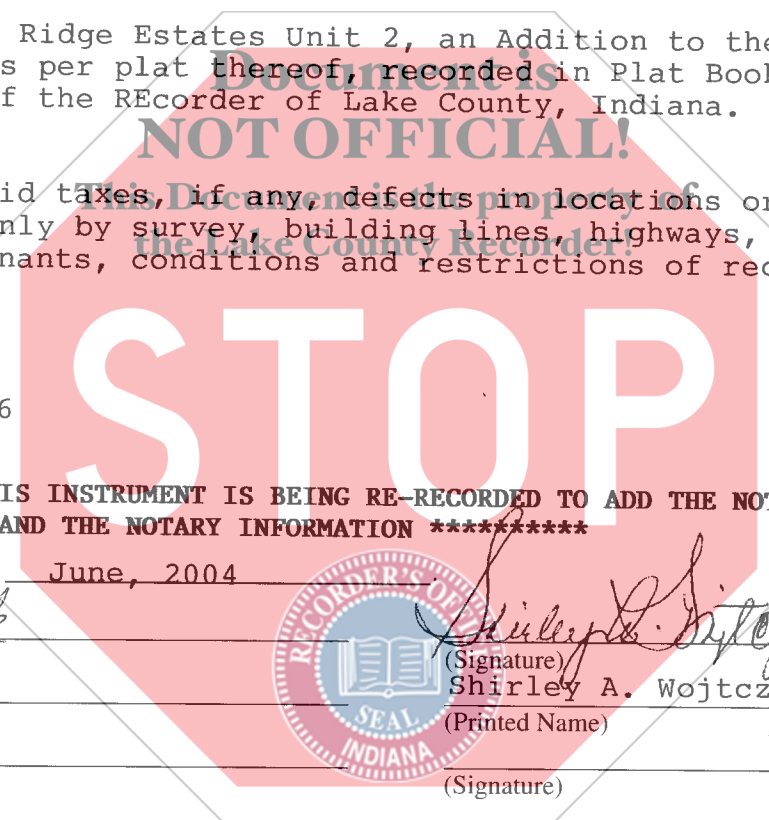 Ridge Estates Unit 2, an Addition to the
s per plat thereof, recorded in Plat Book
f the REcorder of Lake County, Indiana.
Document is
NOT OFFICIAL!
This Document is the property of
the Lake County Recorder!
id taxes, if any, defects in locations or
nly by survey, building lines, highways,
nants, conditions and restrictions of rec
STOP
6
IS INSTRUMENT IS BEING RE-RECORDED TO ADD THE NOT
AND THE NOTARY INFORMATION **********
June, 2004
RECORDER'S OFFICE
SEAL
INDIANA
(Signature)
Shirley A. Wojtcz
(Printed Name)
(Signature)